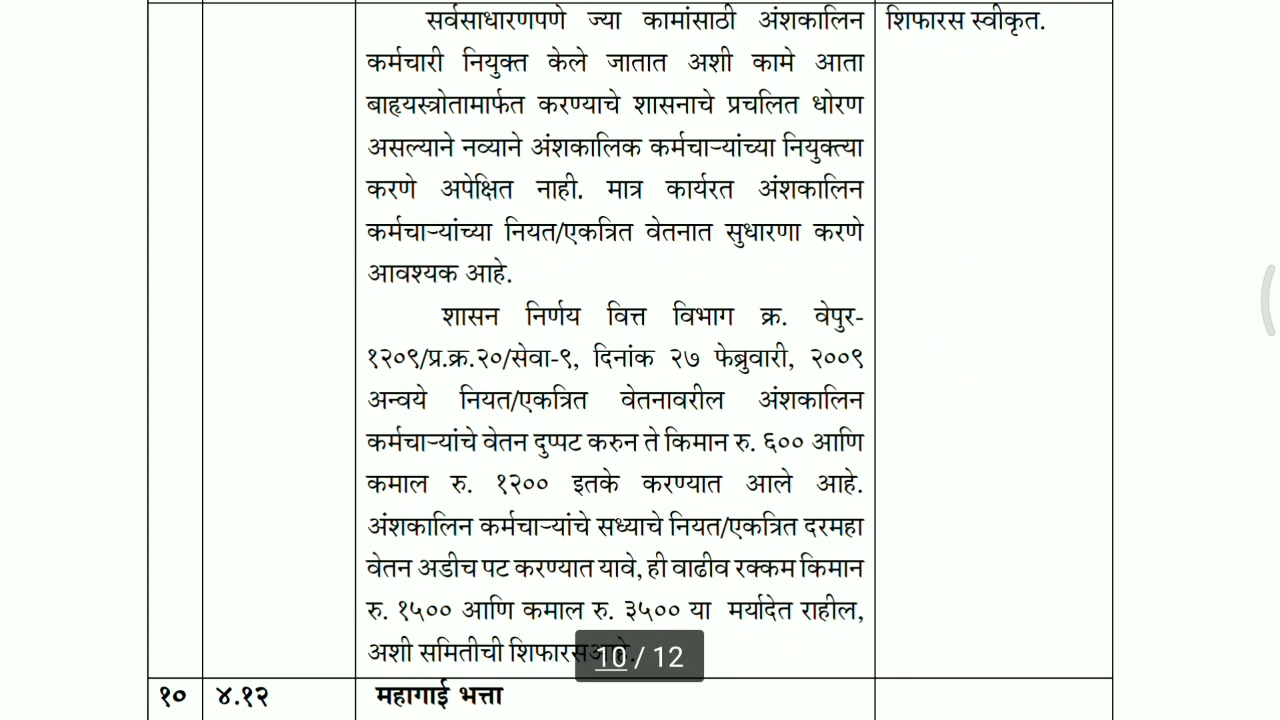 सर्वसाधारणपणे ज्या कामांसाठी अंशकालिन
शिफारस स्वीकृत.
कर्मचारी नियुक्त केले जातात अशी कामे आता
बाहृयस्त्रोतामार्फत करण्याचे शासनाचे प्रचलित धोरण
असल्याने नव्याने अंशकालिक कर्मचाऱ्यांच्या नियुक्त्या
करणे अपेक्षित नाही. मात्र कार्यरत अंशकालिन
कर्मचाऱ्यांच्या नियत/एकत्रित वेतनात सुधारणा करणे
आवश्यक आहे.
शासन निर्णय वित्त विभाग क्र. वेपुर-
१२०९/प्र.क्र.२०/सेवा-९, दिनांक २७ फेब्रुवारी, २००९
अन्वये नियत/एकत्रित वेतनावरील अंशकालिन
कर्मचाऱ्यांचे वेतन दुप्पट करुन ते किमान रु. ६०० आणि
कमाल रु. १२०० इतके करण्यात आले आहे.
अंशकालिन कर्मचाऱ्यांचे सध्याचे नियत/एकत्रित दरमहा
वेतन अडीच पट करण्यात यावे, ही वाढीव रक्कम किमान
रु. १५०० आणि कमाल रु. ३५०० या मर्यादेत राहील,
अशी समितीची शिफारस आहे.
10 / 12
१० ४.१२ महागाई भत्ता